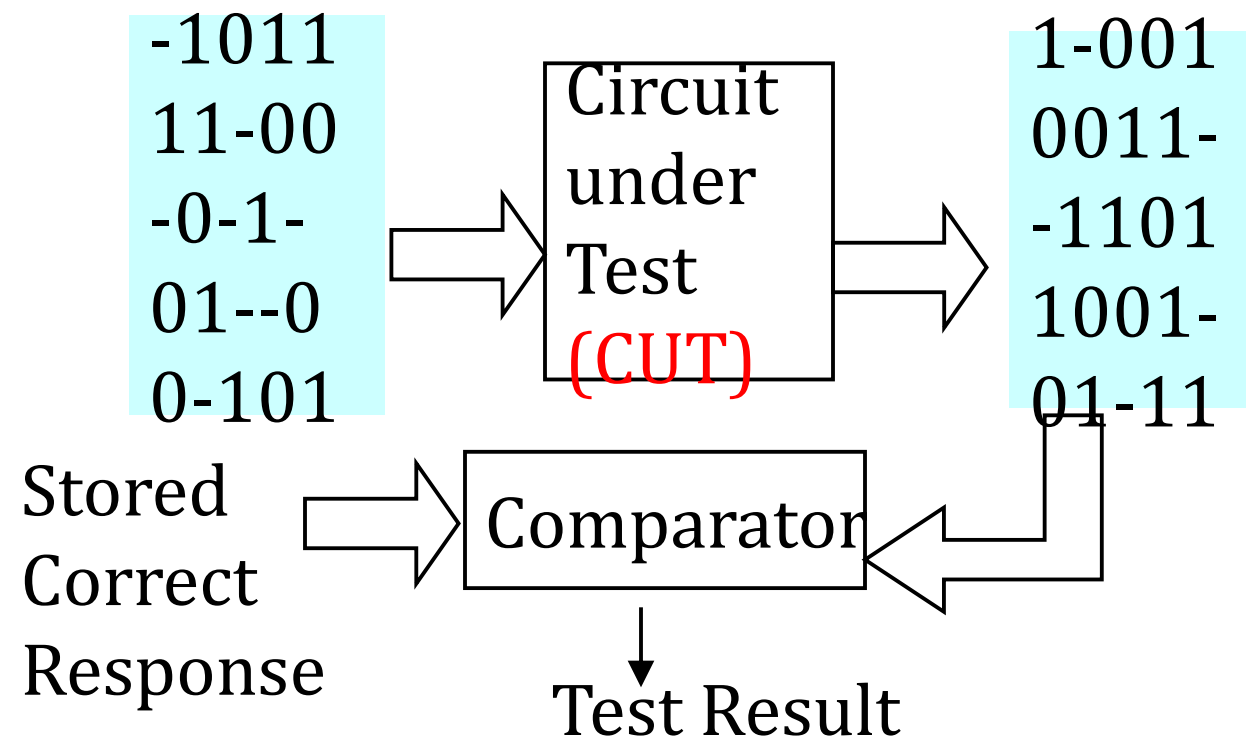 -1011
11-00
-0-1-
01--0
0-101
Circuit
under
Test
(CUT)
1-001
0011-
-1101
1001-
01-11
Stored
Correct
Response
Comparator
Test Result